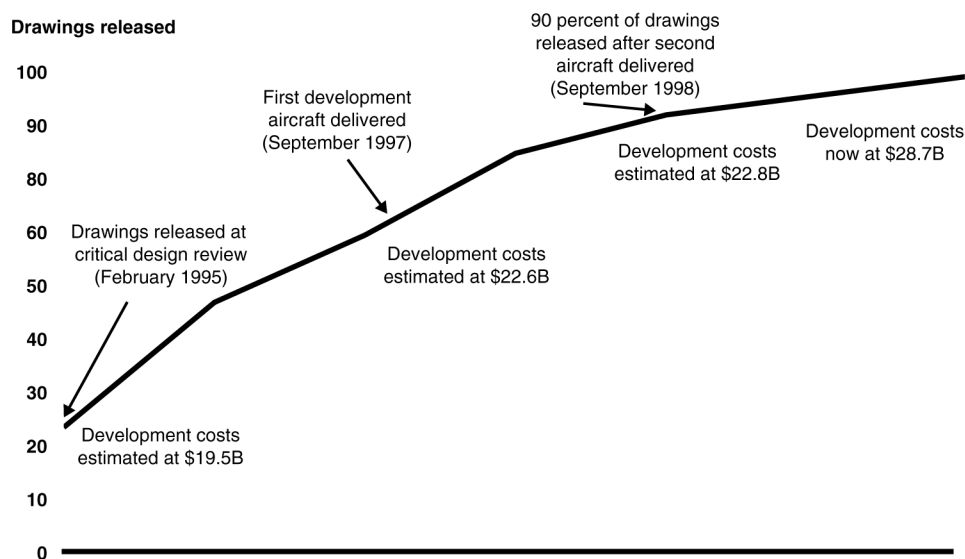 Drawings released
100
90
80
60
50
40
30
20
10
0
90 percent of drawings
released after second
aircraft delivered
(September 1998)
First development
aircraft delivered
(September 1997)
Drawings released at
critical design review
(February 1995)
Development costs
estimated at $19.5B
Development costs
estimated at $22.6B
Development costs
estimated at $22.8B
Development costs
now at $28.7B